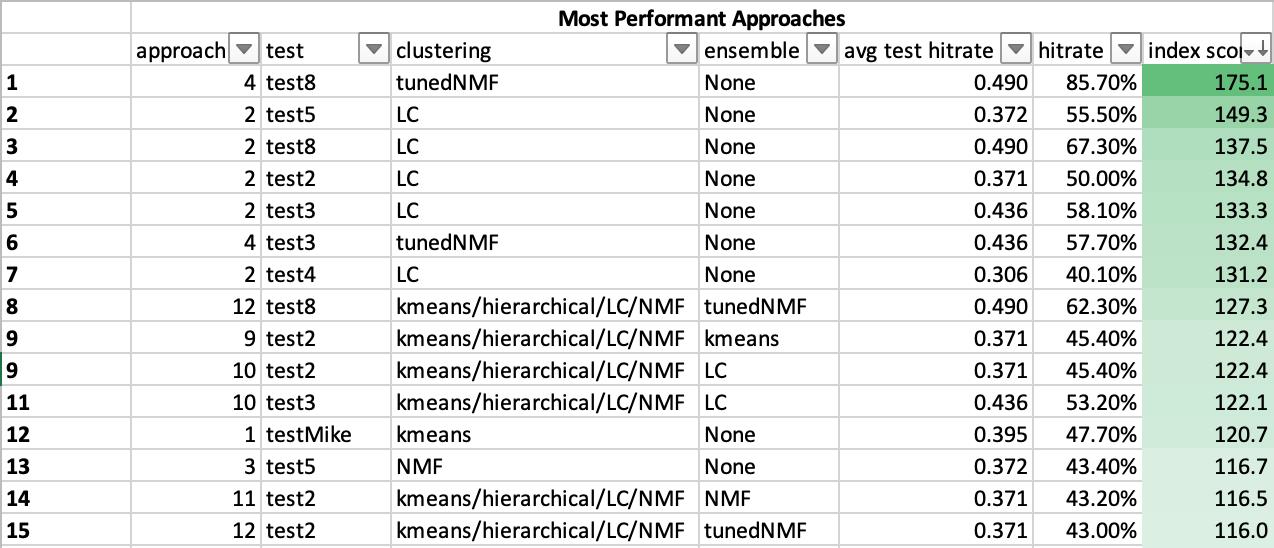 Most Performant Approaches
approach test clustering ensemble avg test hitrate hitrate index scor
1 4 test8 tunedNMF None 0.490 85.70% 175.1
2 2 test5 LC None 0.372 55.50% 149.3
3 2 test8 LC None 0.490 67.30% 137.5
4 2 test2 LC None 0.371 50.00% 134.8
5 2 test3 LC None 0.436 58.10% 133.3
6 4 test3 tunedNMF None 0.436 57.70% 132.4
7 2 test4 LC None 0.306 40.10% 131.2
8 12 test8 kmeans/hierarchical/LC/NMF tunedNMF 0.490 62.30% 127.3
9 9 test2 kmeans/hierarchical/LC/NMF kmeans 0.371 45.40% 122.4
9 10 test2 kmeans/hierarchical/LC/NMF LC 0.371 45.40% 122.4
11 10 test3 kmeans/hierarchical/LC/NMF LC 0.436 53.20% 122.1
12 1 testMike kmeans None 0.395 47.70% 120.7
13 3 test5 NMF None 0.372 43.40% 116.7
14 11 test2 kmeans/hierarchical/LC/NMF NMF 0.371 43.20% 116.5
15 12 test2 kmeans/hierarchical/LC/NMF tunedNMF 0.371 43.00% 116.0